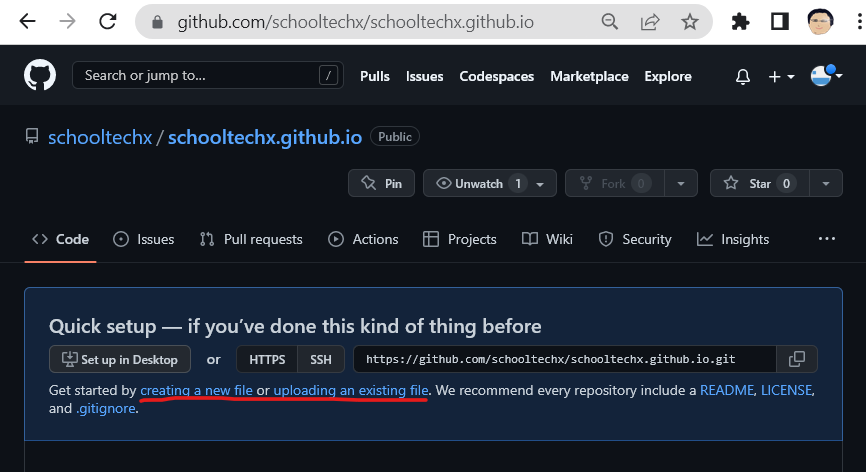 github.com/schooltechx/schooltechx.github.io
Search or jump to... /
Pulls Issues Codespaces Marketplace Explore
schooltechx / schooltechx.github.io Public
Pin Unwatch 1 Fork 0 Star 0
Code Issues Pull requests Actions Projects Wiki Security Insights
Quick setup — if you’ve done this kind of thing before
Set up in Desktop or HTTPS SSH https://github.com/schooltechx/schooltechx.github.io.git
Get started by creating a new file or uploading an existing file. We recommend every repository include a README, LICENSE,
and .gitignore.